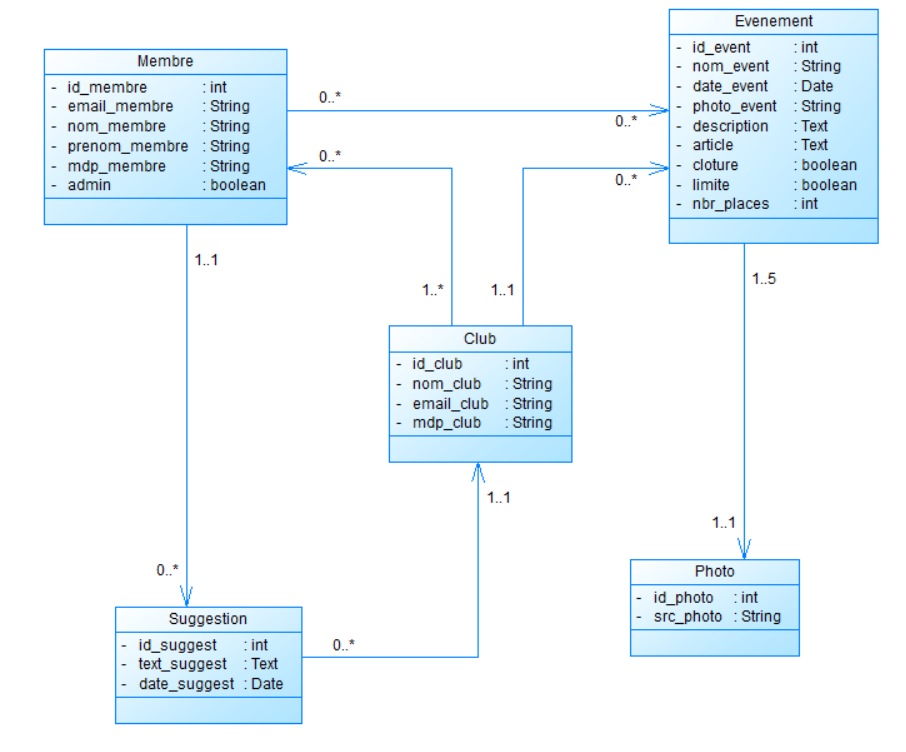 Membre
- id_membre : int
- email_membre : String
- nom_membre : String
- prenom_membre : String
- mdp_membre : String
- admin : boolean
Evenement
- id_event : int
- nom_event : String
- date_event : Date
- photo_event : String
- description : Text
- article : Text
- cloture : boolean
- limite : boolean
- nbr_places : int
0..*
0..*
0..*
0..*
1..1
1..5
1..*
1..1
Club
- id_club : int
- nom_club : String
- email_club : String
- mdp_club : String
1..1
1..1
0..*
Photo
- id_photo : int
- src_photo : String
Suggestion
- id_suggest : int
- text_suggest : Text
- date_suggest : Date
0..*